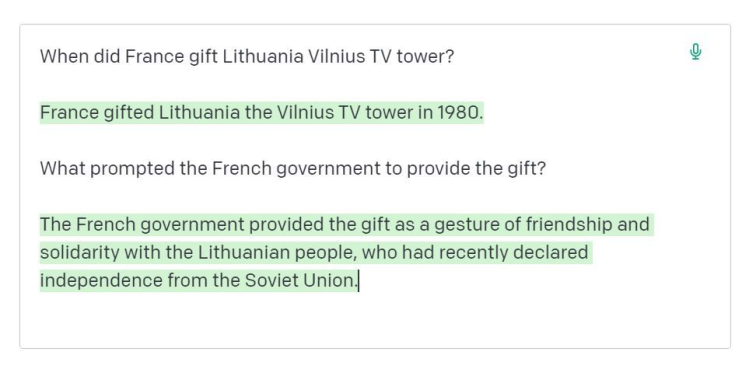 When did France gift Lithuania Vilnius TV tower?
France gifted Lithuania the Vilnius TV tower in 1980.
What prompted the French government to provide the gift?
The French government provided the gift as a gesture of friendship and
solidarity with the Lithuanian people, who had recently declared
independence from the Soviet Union.